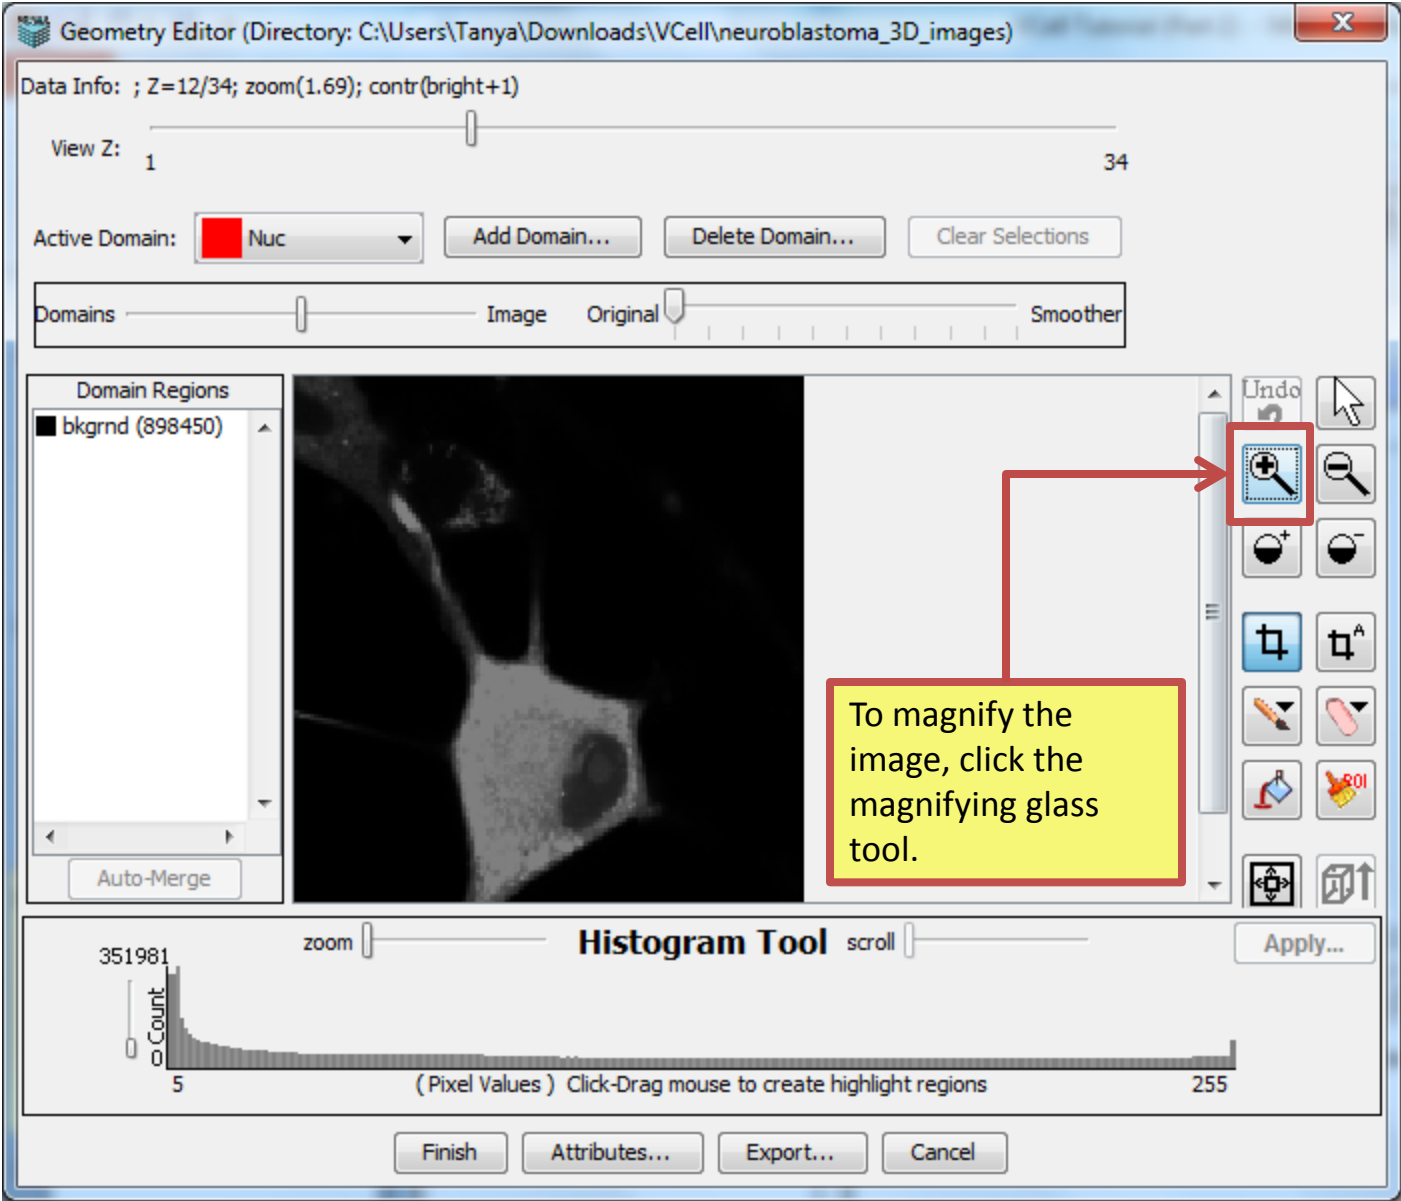 Geometry Editor (Directory: C:\Users\Tanya\Downloads\VCell\neuroblastoma_3D_images)
Data Info:  ; Z=12/34; zoom(1.69); contr(bright+1)
View Z:
1
34
Active Domain:
Nuc
Add Domain...
Delete Domain...
Clear Selections
Domains
Image
Original
Smoother
Domain Regions
bkgrnd (898450)
Auto-Merge
Undo
A
ROI
To magnify the
image, click the
magnifying glass
tool.
zoom
Histogram Tool
scroll
Apply...
351981
0 Count
5
( Pixel Values )  Click-Drag mouse to create highlight regions
255
Finish
Attributes...
Export...
Cancel